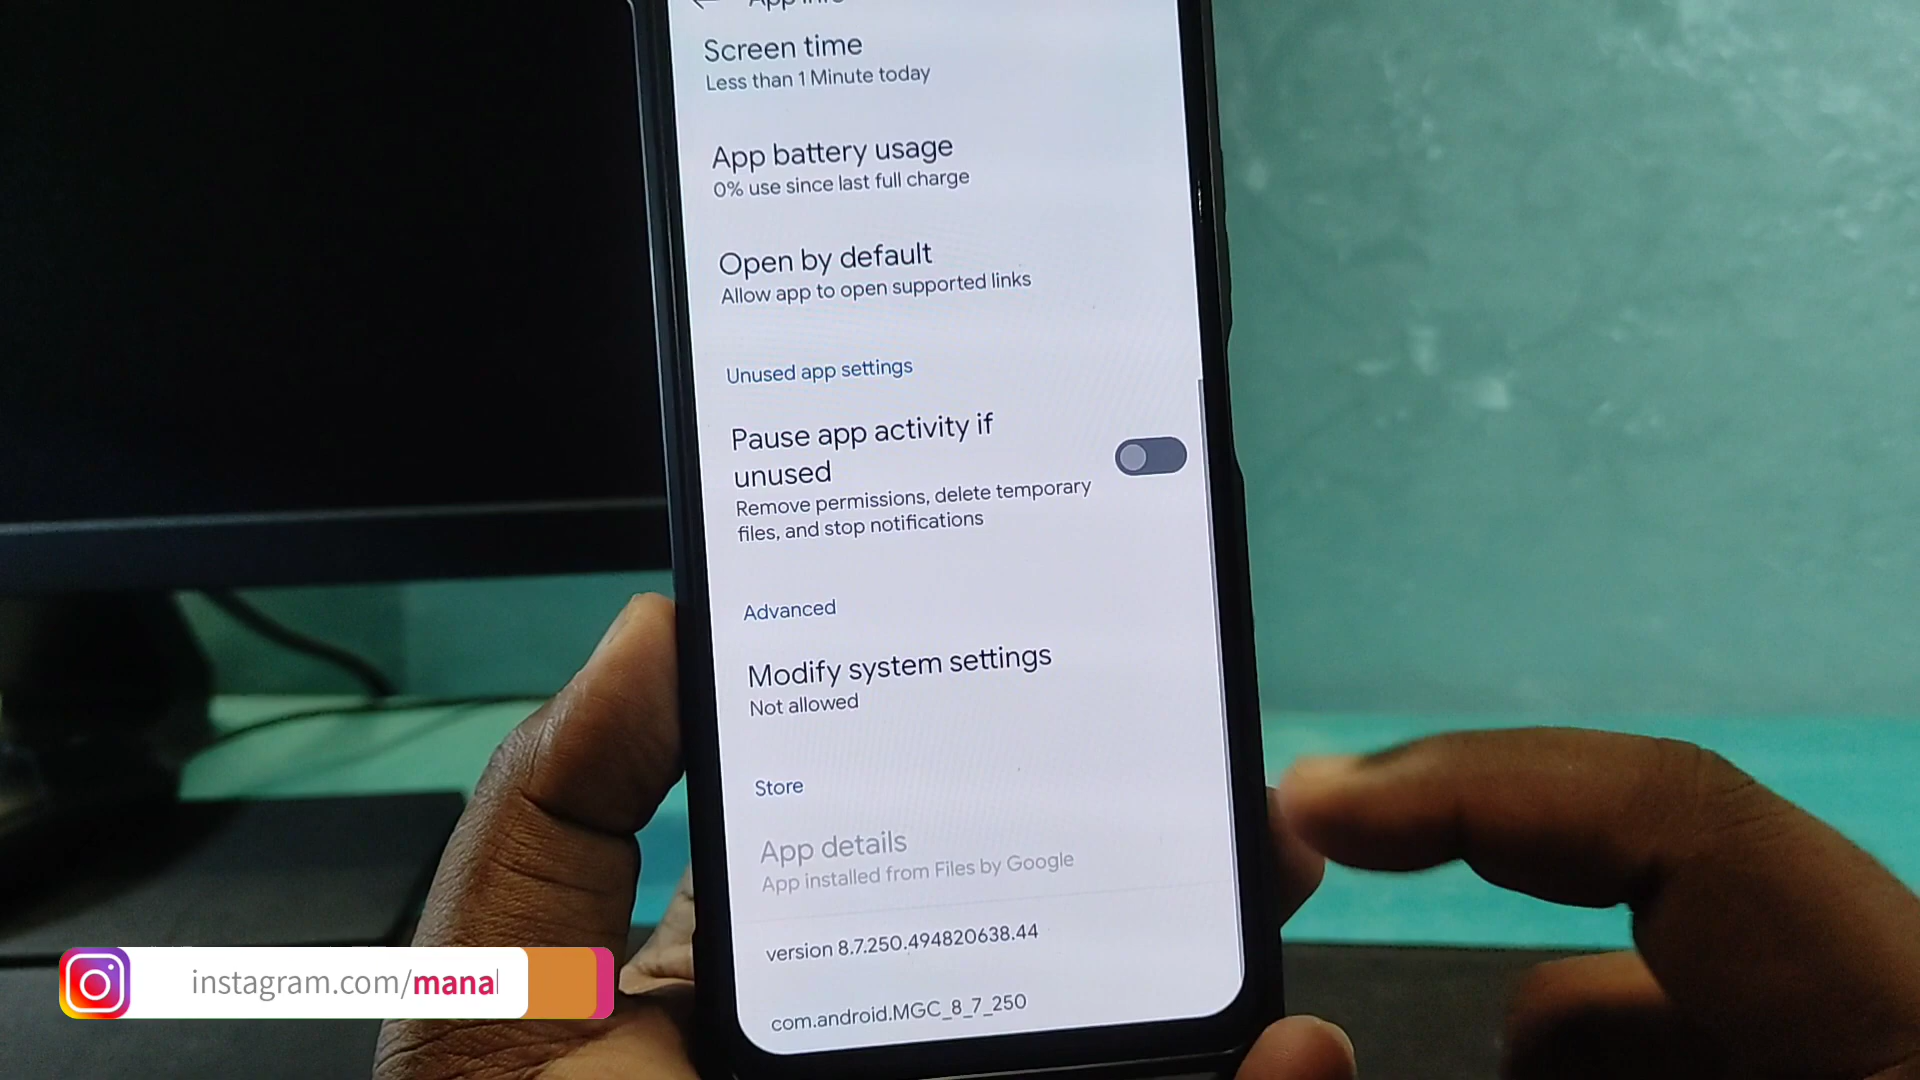 App info
Screen time
Less than 1 Minute today
App battery usage
0% use since last full charge
Open by default
Allow app to open supported links
Unused app settings
Pause app activity if
unused
Remove permissions, delete temporary
files, and stop notifications
Advanced
Modify system settings
Not allowed
Store
App details
App installed from Files by Google
version 8.7.250.494820638.44
com.android.MGC_8_7_250
instagram.com/mana